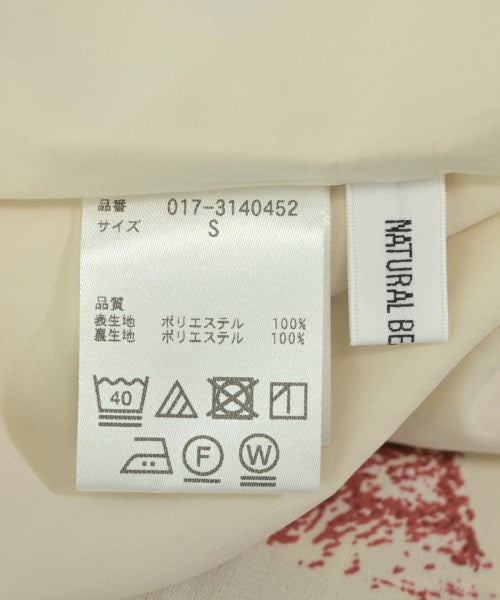 品番 017-3140452
サイズ S
品質
表生地 ポリエステル 100%
裏生地 ポリエステル 100%
40
F W
NATURAL BE